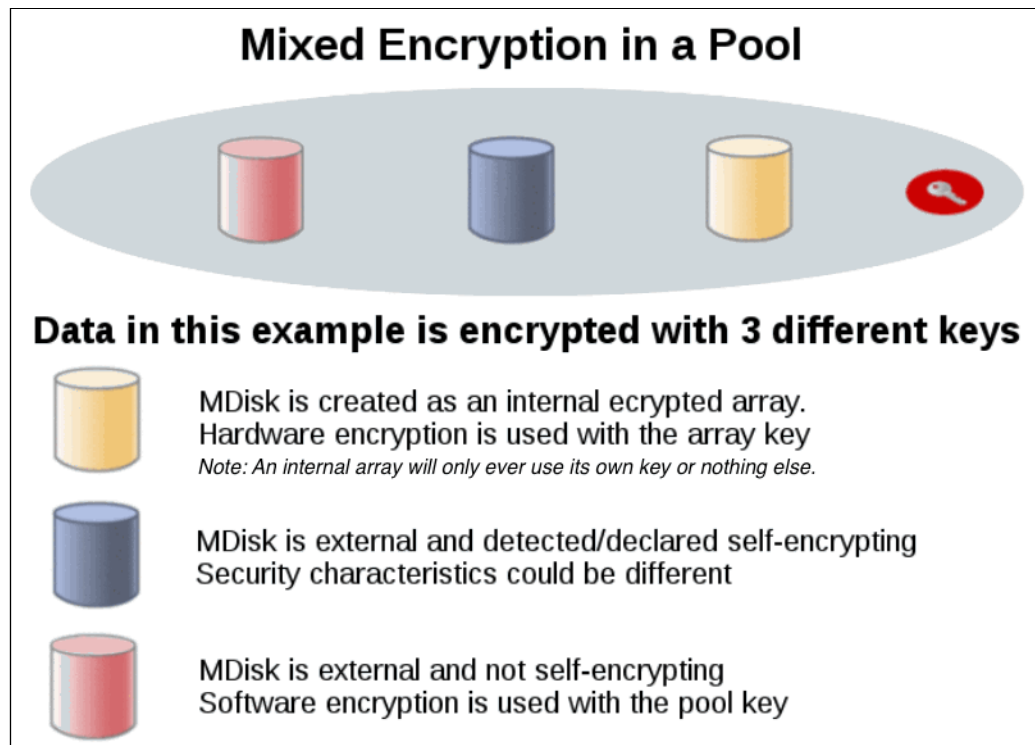 Mixed Encryption in a Pool
Data in this example is encrypted with 3 different keys
MDisk is created as an internal ecrypted array.
Hardware encryption is used with the array key
Note: An internal array will only ever use its own key or nothing else.
MDisk is external and detected/declared self-encrypting
Security characteristics could be different
MDisk is external and not self-encrypting
Software encryption is used with the pool key